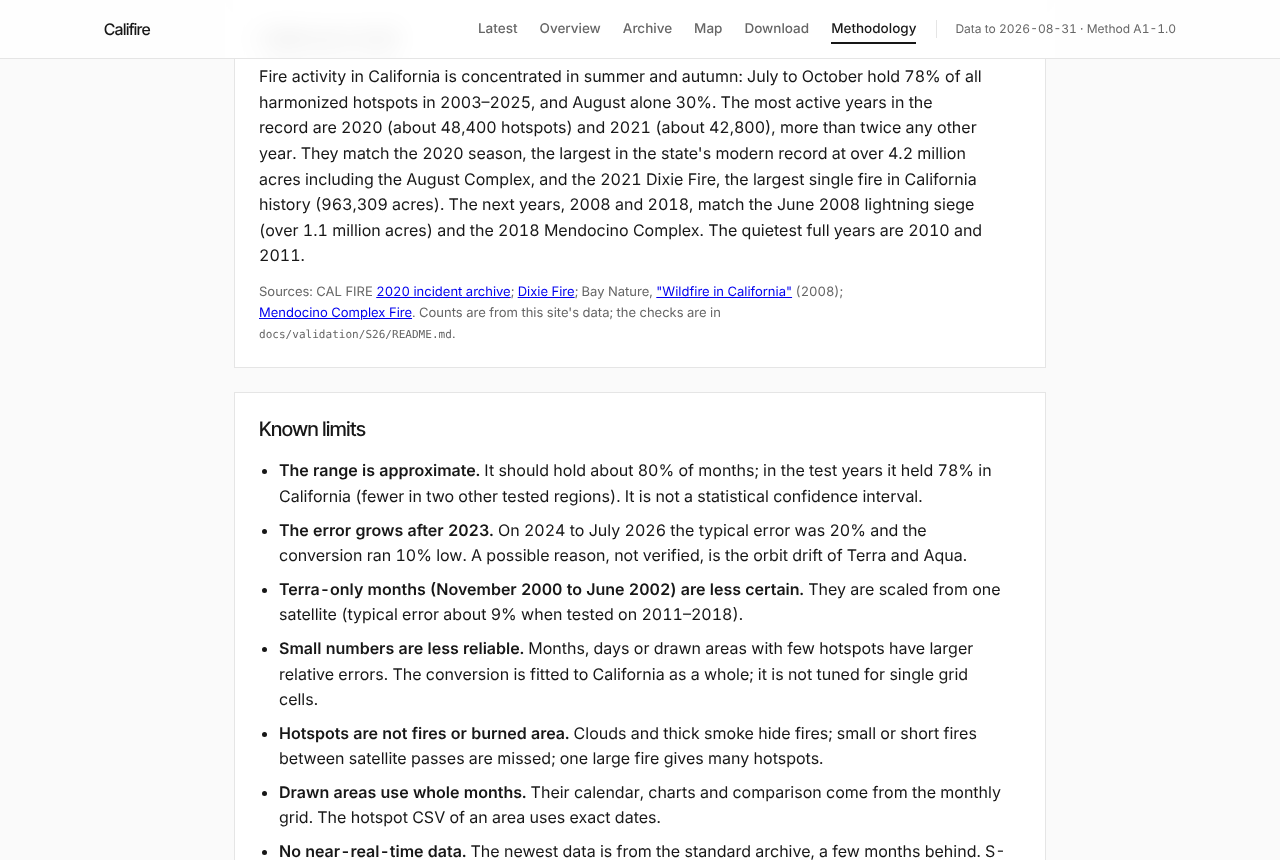 Califire
Latest
Overview
Archive
Map
Download
Methodology
Data to 2026-08-31 · Method A1-1.0
Fire activity in California is concentrated in summer and autumn: July to October hold 78% of all
harmonized hotspots in 2003–2025, and August alone 30%. The most active years in the
record are 2020 (about 48,400 hotspots) and 2021 (about 42,800), more than twice any other
year. They match the 2020 season, the largest in the state's modern record at over 4.2 million
acres including the August Complex, and the 2021 Dixie Fire, the largest single fire in California
history (963,309 acres). The next years, 2008 and 2018, match the June 2008 lightning siege
(over 1.1 million acres) and the 2018 Mendocino Complex. The quietest full years are 2010 and
2011.
Sources: CAL FIRE 2020 incident archive; Dixie Fire; Bay Nature, "Wildfire in California" (2008);
Mendocino Complex Fire. Counts are from this site's data; the checks are in
docs/validation/S26/README.md.
Known limits
• The range is approximate. It should hold about 80% of months; in the test years it held 78% in
California (fewer in two other tested regions). It is not a statistical confidence interval.
• The error grows after 2023. On 2024 to July 2026 the typical error was 20% and the
conversion ran 10% low. A possible reason, not verified, is the orbit drift of Terra and Aqua.
• Terra-only months (November 2000 to June 2002) are less certain. They are scaled from one
satellite (typical error about 9% when tested on 2011–2018).
• Small numbers are less reliable. Months, days or drawn areas with few hotspots have larger
relative errors. The conversion is fitted to California as a whole; it is not tuned for single grid
cells.
• Hotspots are not fires or burned area. Clouds and thick smoke hide fires; small or short fires
between satellite passes are missed; one large fire gives many hotspots.
• Drawn areas use whole months. Their calendar, charts and comparison come from the monthly
grid. The hotspot CSV of an area uses exact dates.
• No near-real-time data. The newest data is from the standard archive, a few months behind. S-